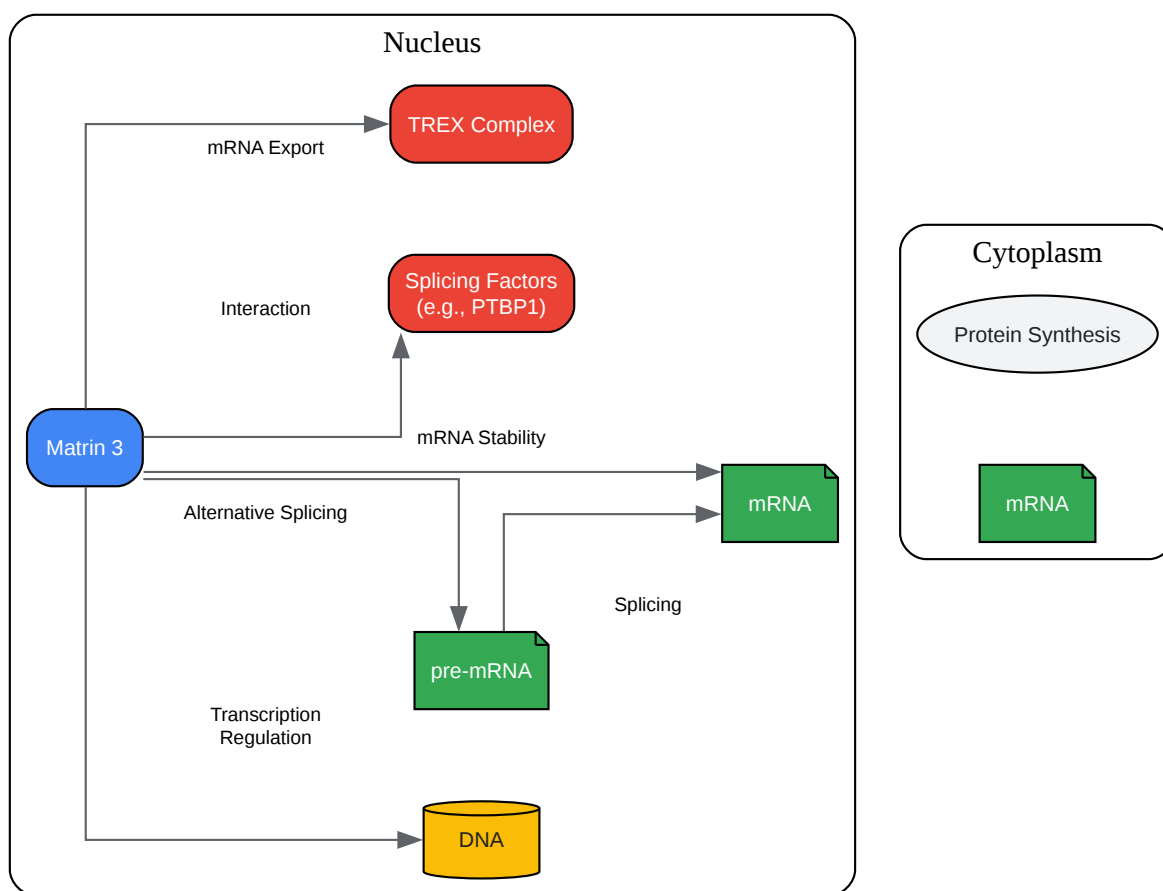 Nucleus
TREX Complex
mRNA Export
Cytoplasm
Splicing Factors
(e.g., PTBP1)
Interaction
Protein Synthesis
Matrin 3
mRNA Stability
mRNA
mRNA
Alternative Splicing
Splicing
pre-mRNA
Transcription
Regulation
DNA